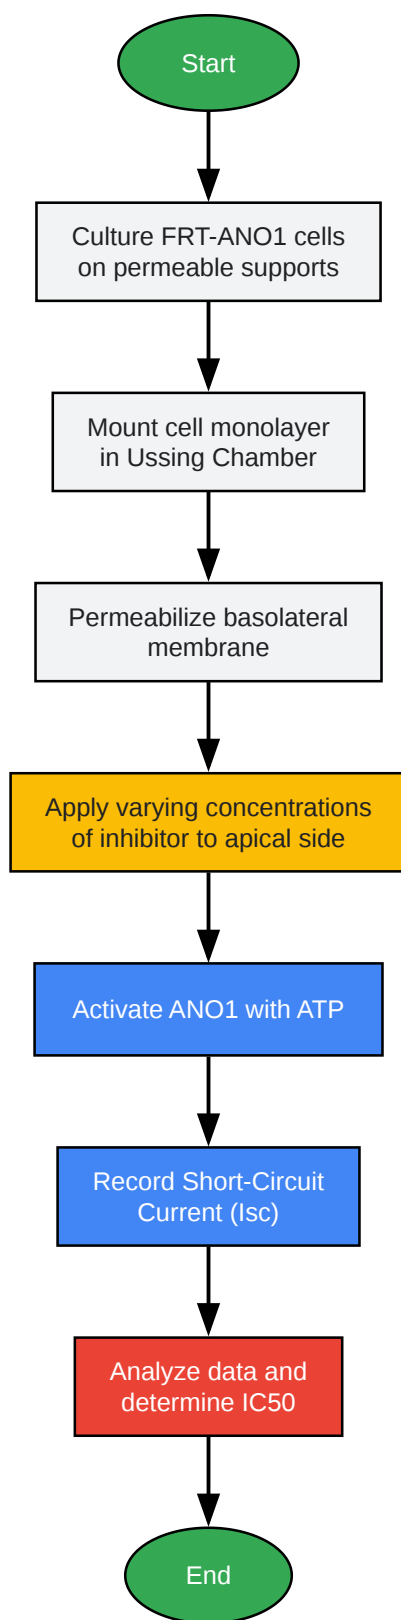 Start
Culture FRT-ANO1 cells
on permeable supports
Mount cell monolayer
in Ussing Chamber
Permeabilize basolateral
membrane
Apply varying concentrations
of inhibitor to apical side
Activate ANO1 with ATP
Record Short-Circuit
Current (Isc)
Analyze data and
determine IC50
End